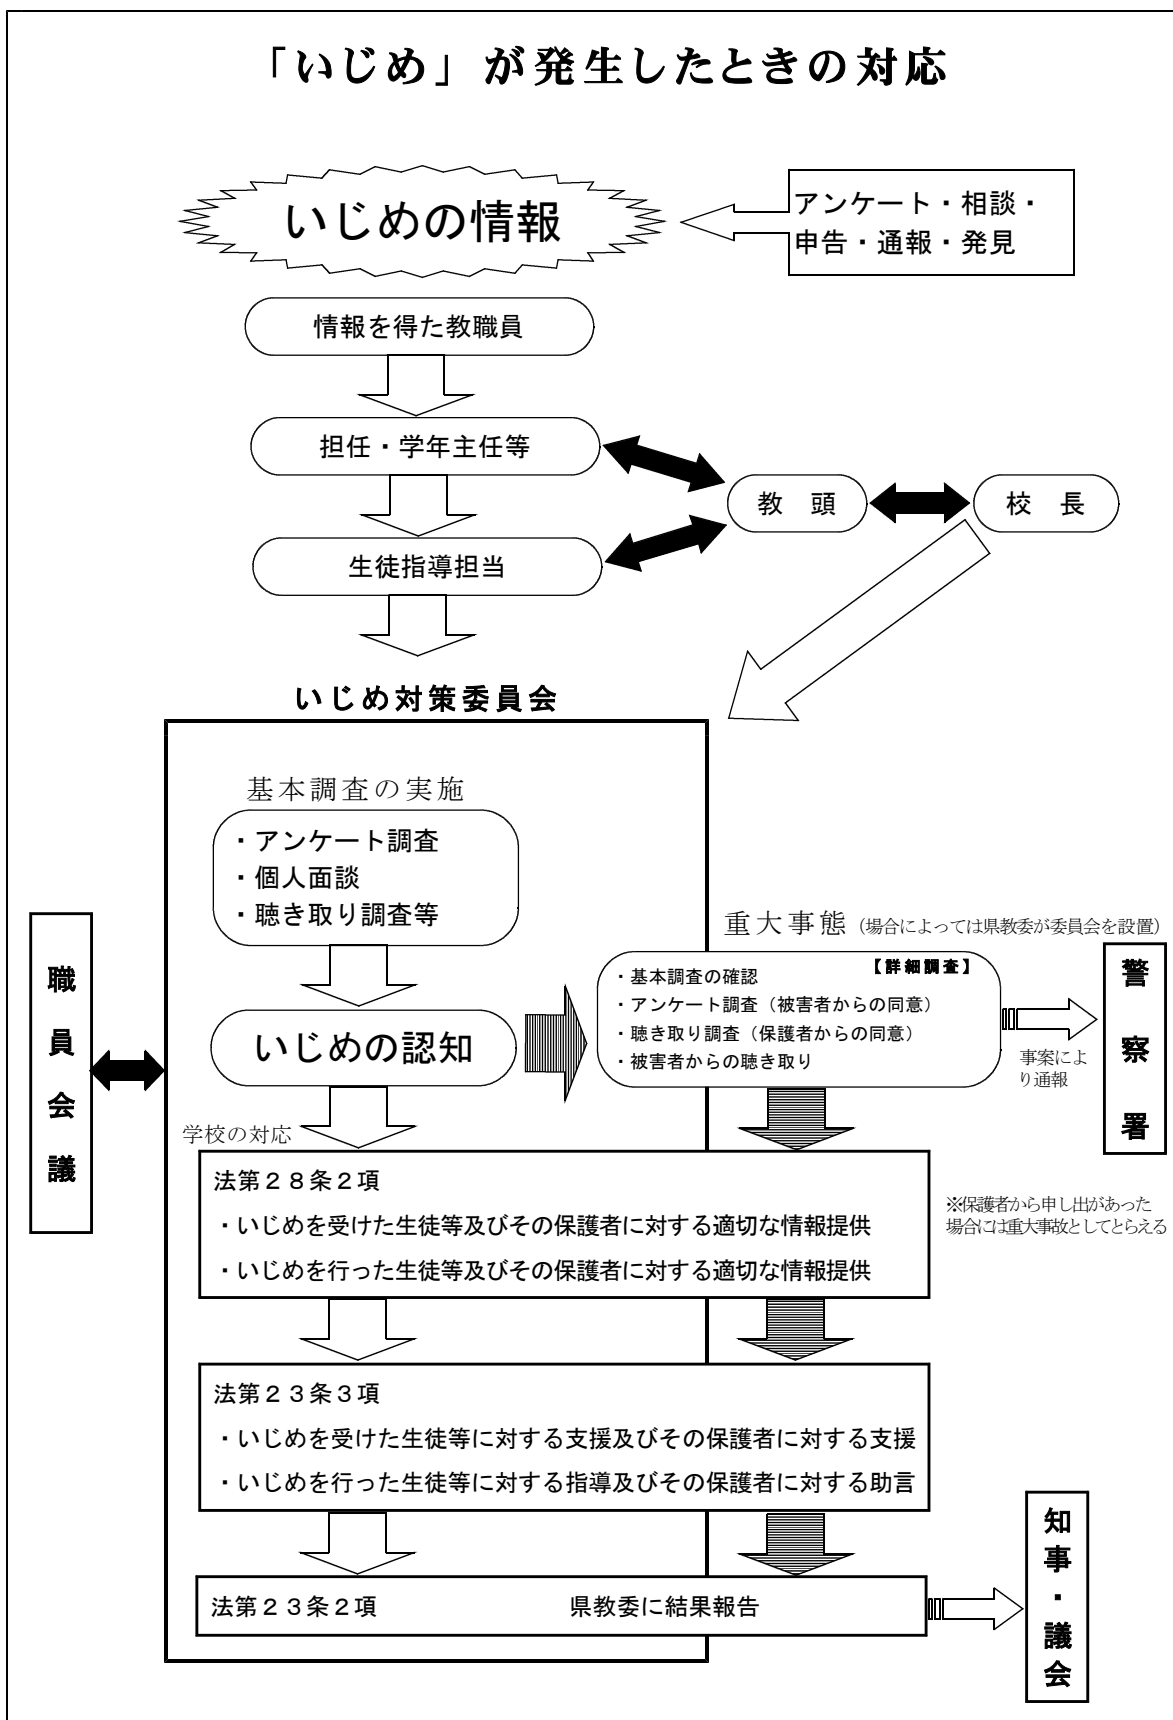 「いじめ」が発生したときの対応
いじめの情報
アンケート・相談・
申告・通報・発見
情報を得た教職員
担任・学年主任等
教　頭
校　長
生徒指導担当
いじめ対策委員会
基本調査の実施
・アンケート調査
・個人面談
・聴き取り調査等
重大事態（場合によっては県教委が委員会を設置）
【詳細調査】
・基本調査の確認
・アンケート調査（被害者からの同意）
・聴き取り調査（保護者からの同意）
・被害者からの聴き取り
いじめの認知
職員会議
警察署
事案によ
り通報
学校の対応
法第２８条２項
・いじめを受けた生徒等及びその保護者に対する適切な情報提供
・いじめを行った生徒等及びその保護者に対する適切な情報提供
※保護者から申し出があった
場合には重大事故としてとらえる
法第２３条３項
・いじめを受けた生徒等に対する支援及びその保護者に対する支援
・いじめを行った生徒等に対する指導及びその保護者に対する助言
法第２３条２項　県教委に結果報告
知事・議会